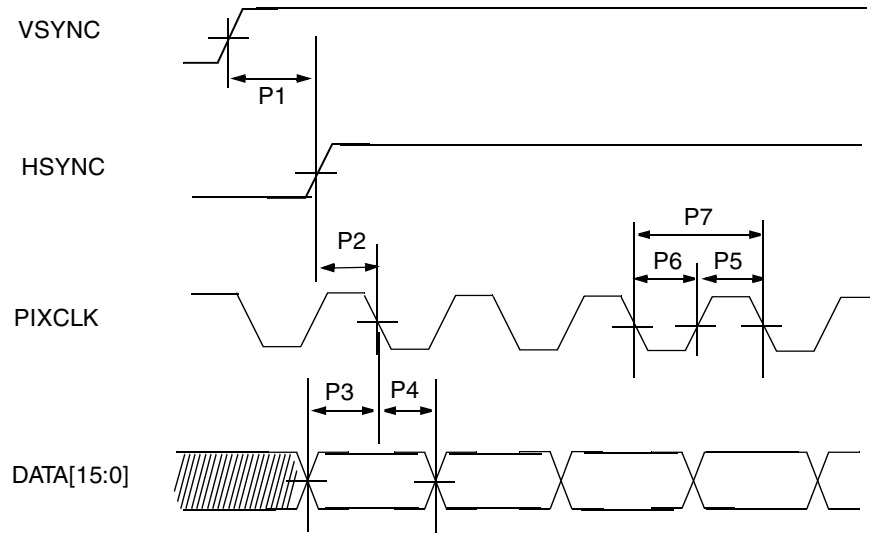 VSYNC
P1
HSYNC
P7
P2
P6 P5
PIXCLK
P3 P4
DATA[15:0]